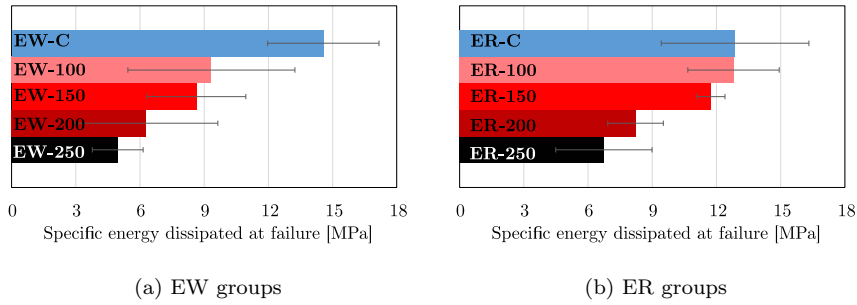 EW-C
EW-100
EW-150
EW-200
EW-250
0 3 6 9 12 15 18
Specific energy dissipated at failure [MPa]
(a) EW groups
ER-C
ER-100
ER-150
ER-200
ER-250
0 3 6 9 12 15 18
Specific energy dissipated at failure [MPa]
(b) ER groups